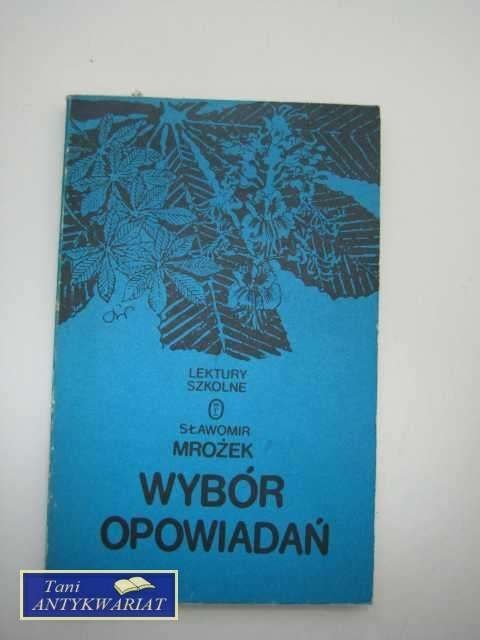 LEKTURY
SZKOLNE
SŁAWOMIR
MROŻEK
WYBÓR
OPOWIADAŃ
Tani
ANTYKWARIAT